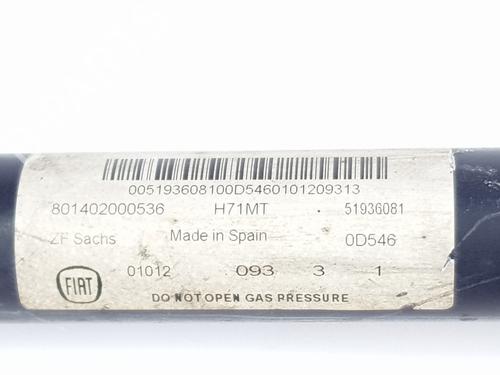 005193608100D5460101209313
801402000536 H71MT 51936081
ZF Sachs Made in Spain 0D546
FIAT 01012 093 3 1
DO NOT OPEN GAS PRESSURE